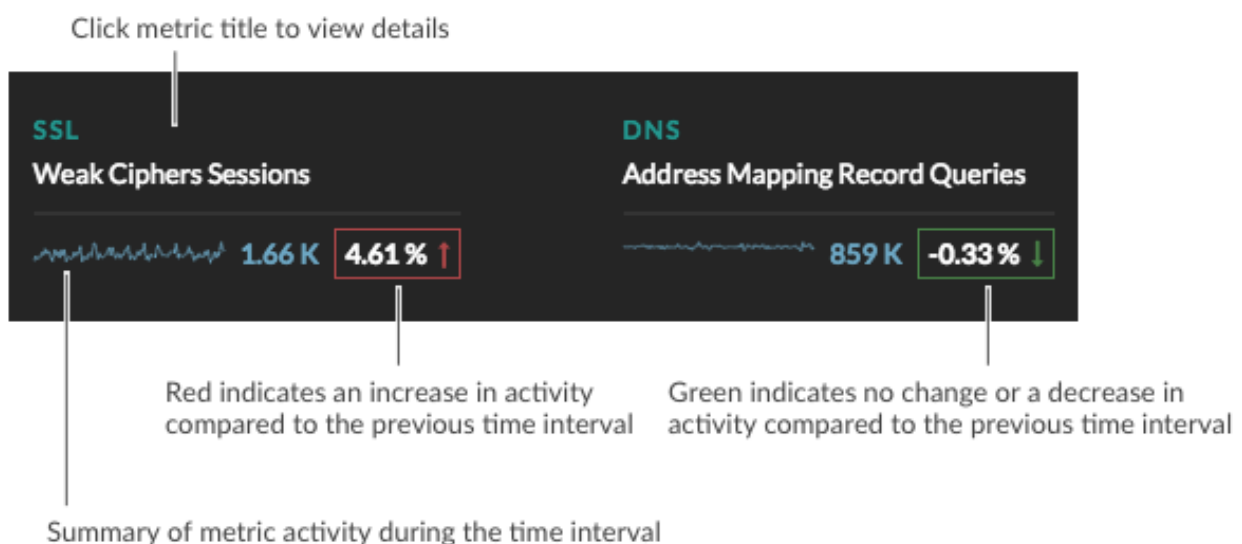 Click metric title to view details
SSL
Weak Ciphers Sessions
1.66 K 4.61 % ↑
DNS
Address Mapping Record Queries
859 K -0.33 % ↓
Red indicates an increase in activity
compared to the previous time interval
Green indicates no change or a decrease in
activity compared to the previous time interval
Summary of metric activity during the time interval